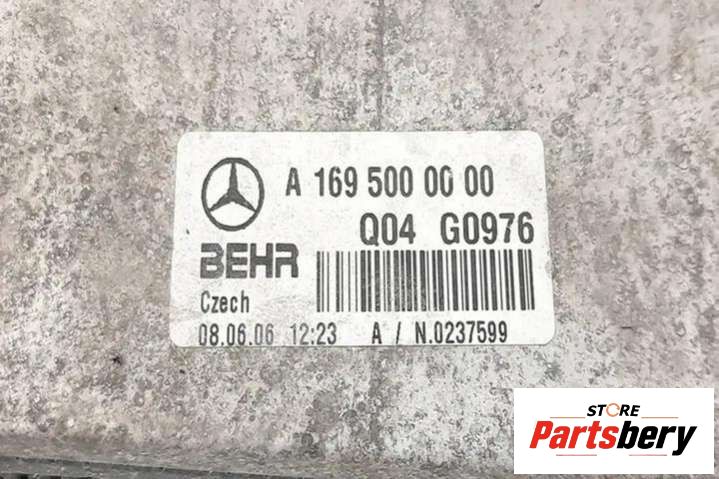 A 169 500 00 00
Q04 G0976
BEHR
Czech
08.06.06 12:23 A / N.0237599
STORE
Partsbery